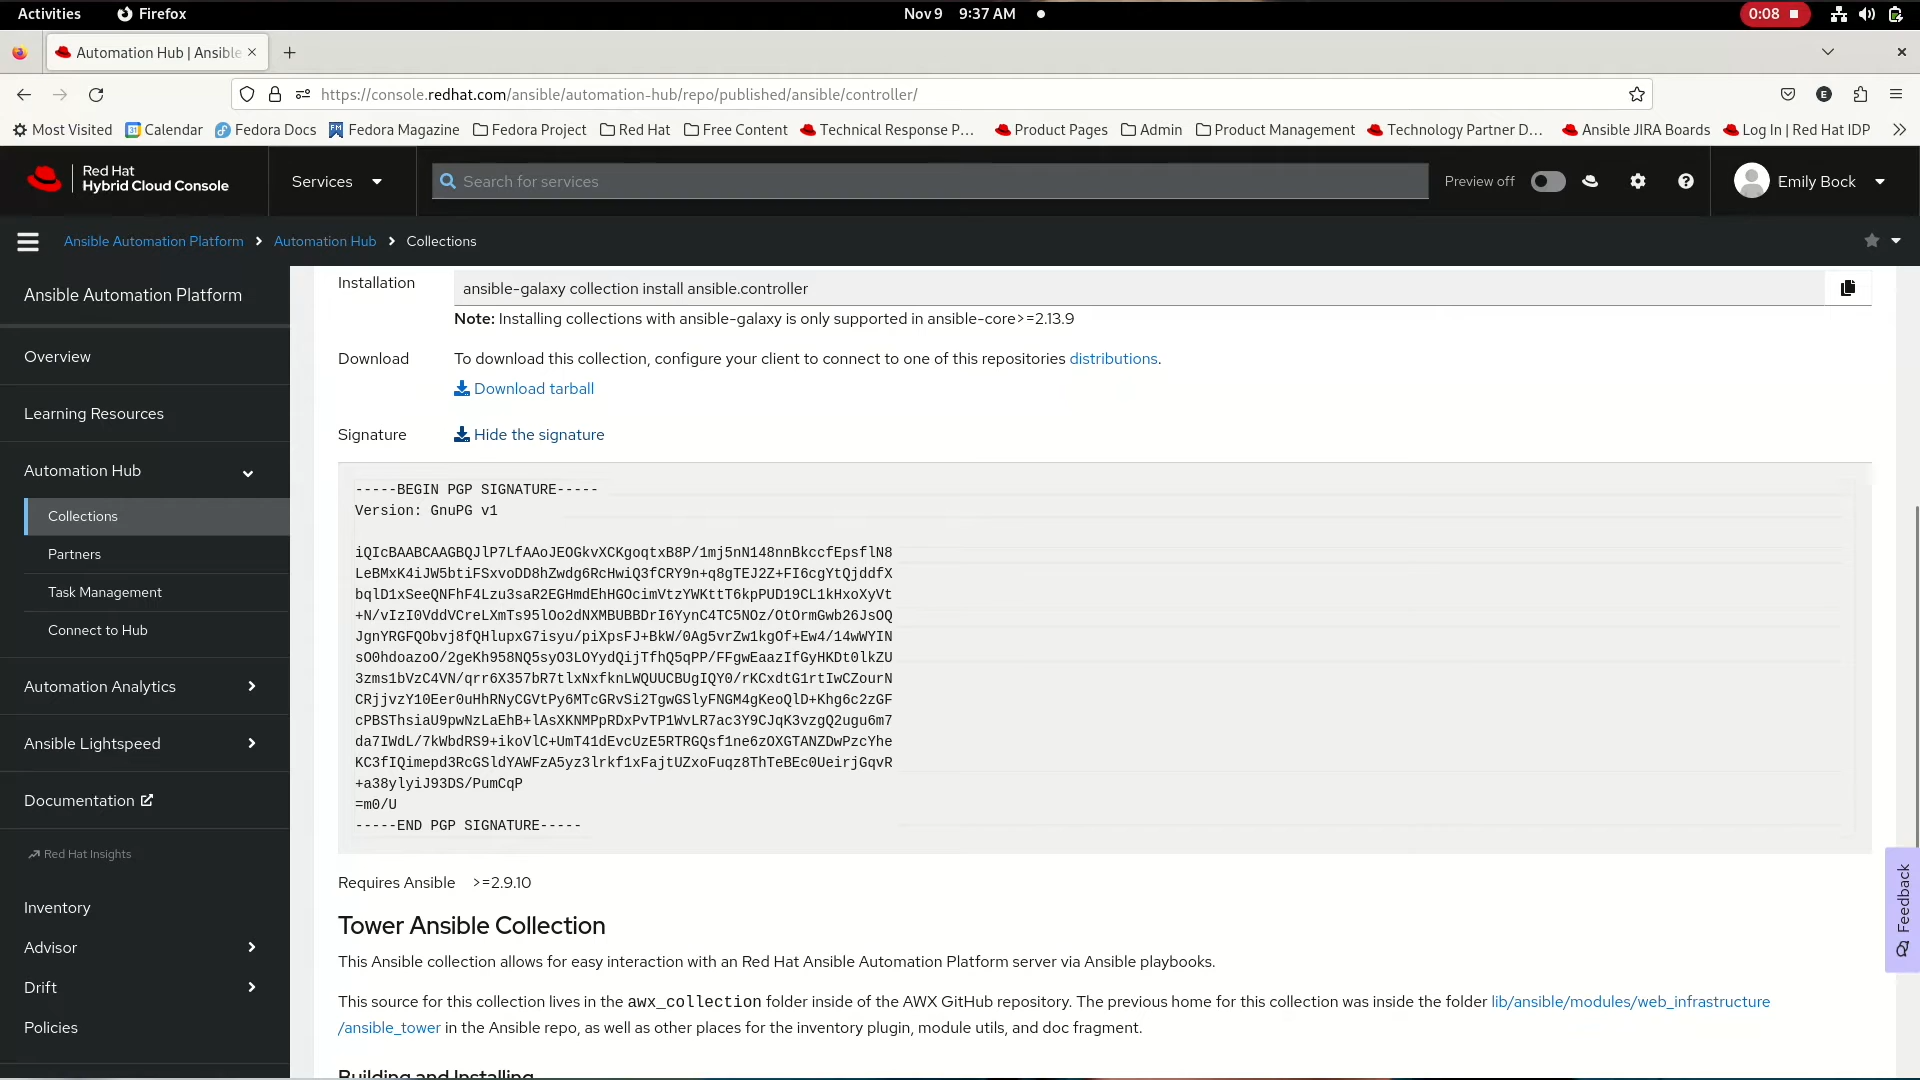 Activities
Firefox
Nov 9 9:37 AM
0:08
Automation Hub | Ansible
https://console.redhat.com/ansible/automation-hub/repo/published/ansible/controller/
E
Most Visited
Calendar
Fedora Docs
Fedora Magazine
Fedora Project
Red Hat
Free Content
Technical Response P...
Product Pages
Admin
Product Management
Technology Partner D...
Ansible JIRA Boards
Log In | Red Hat IDP
Red Hat
Hybrid Cloud Console
Services
Search for services
Preview off
Emily Bock
Ansible Automation Platform
Automation Hub
Collections
Ansible Automation Platform
Overview
Learning Resources
Automation Hub
Collections
Partners
Task Management
Connect to Hub
Automation Analytics
Ansible Lightspeed
Documentation
Red Hat Insights
Inventory
Advisor
Drift
Policies
Installation
ansible-galaxy collection install ansible.controller
Note: Installing collections with ansible-galaxy is only supported in ansible-core>=2.13.9
Download
To download this collection, configure your client to connect to one of this repositories distributions.
Download tarball
Signature
Hide the signature
-----BEGIN PGP SIGNATURE-----
Version: GnuPG v1
iQIcBAABCAAGBQJlP7LfAAoJEOGkvXCKgoqtxB8P/1mj5nN148nnBkccfEpsflN8
LeBMxK4iJW5btiFSxvoDD8hZwdg6RcHwiQ3fCRY9n+q8gTEJ2Z+FI6cgYtQjddfX
bqlD1xSeeQNFhF4Lzu3saR2EGHmdEhHGOcimVtzYWKttT6kpPUD19CL1kHxoXyVt
+N/vIzI0VddVCreLXmTs95lOo2dNXMBUBBDrI6YynC4TC5NOz/OtOrmGwb26JsOQ
JgnYRGFQObvj8fQHlupxG7isyu/piXpsFJ+BkW/0Ag5vrZw1kgOf+Ew4/14wWYIN
sO0hdoazoO/2geKh958NQ5syO3LOYydQijTfhQ5qPP/FFgwEaazIfGyHKDt0lkZU
3zms1bVzC4VN/qrr6X357bR7tlxNxfknLWQUUCBUgIQY0/rKCxdtG1rtIwCZourN
CRjjvzY10Eer0uHhRNyCGVtPy6MTcGRvSi2TgwGSlyFNGM4gKeoQlD+Khg6c2zGF
cPBSThsiaU9pwNzLaEhB+lAsXKNMPpRDxPvTP1WvLR7ac3Y9CJqK3vzgQ2ugu6m7
da7IWdL/7kWbdRS9+ikoVlC+UmT41dEvcUzE5RTRGQsf1ne6zOXGTANZDwPzcYhe
KC3fIQimepd3RcGSldYAWFzA5yz3lrkf1xFajtUZxoFuqz8ThTeBEc0UeirjGqvR
+a38ylyiJ93DS/PumCqP
=m0/U
-----END PGP SIGNATURE-----
Requires Ansible >=2.9.10
Tower Ansible Collection
This Ansible collection allows for easy interaction with an Red Hat Ansible Automation Platform server via Ansible playbooks.
This source for this collection lives in the awx_collection folder inside of the AWX GitHub repository. The previous home for this collection was inside the folder lib/ansible/modules/web_infrastructure
/ansible_tower in the Ansible repo, as well as other places for the inventory plugin, module utils, and doc fragment.
Building and Installing
Feedback